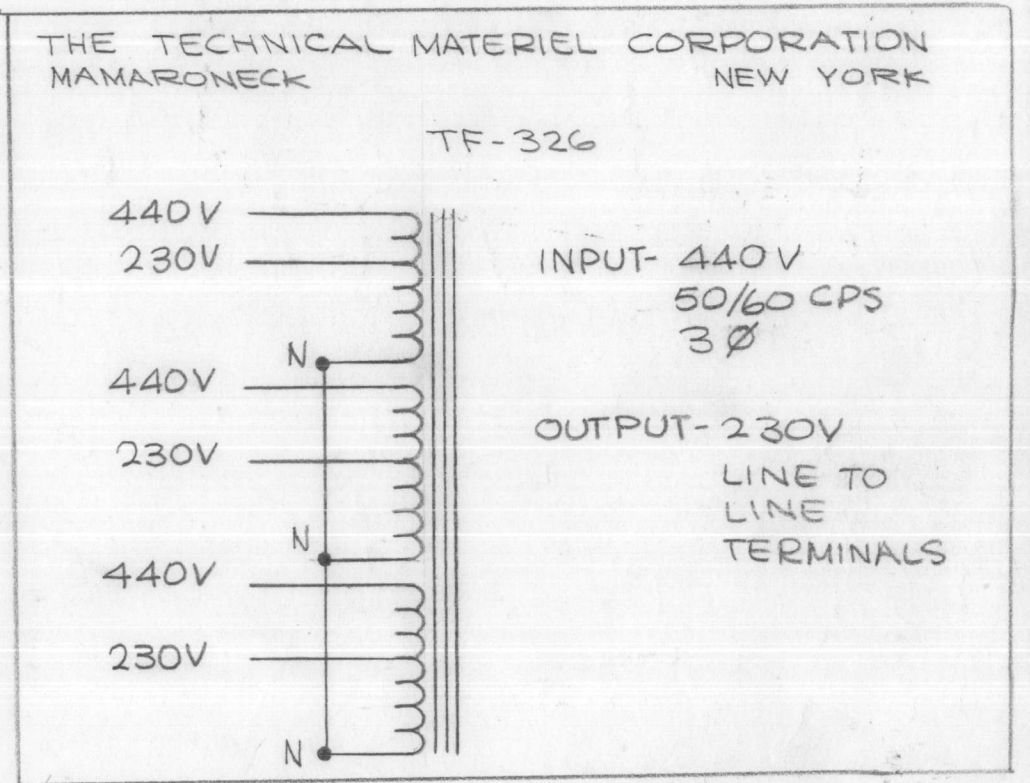 THE TECHNICAL MATERIEL CORPORATION
MAMARONECK NEW YORK
TF-326
440V
230V
N
440V
230V
N
440V
230V
N
INPUT- 440V
50/60 CPS
3Ø
OUTPUT- 230V
LINE TO
LINE
TERMINALS